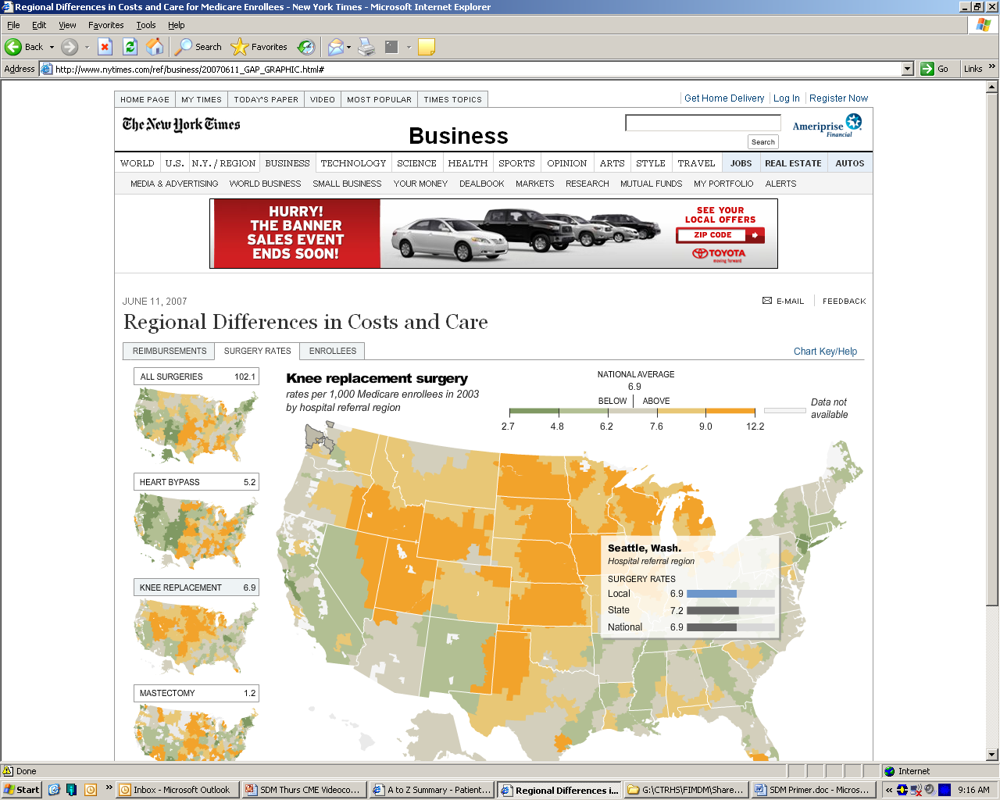 Regional Differences in Costs and Care for Medicare Enrollees - New York Times - Microsoft Internet Explorer
File Edit View Favorites Tools Help
Back Search Favorites
Address http://www.nytimes.com/ref/business/20070611_GAP_GRAPHIC.html# Go Links »
HOME PAGE MY TIMES TODAY'S PAPER VIDEO MOST POPULAR TIMES TOPICS
Get Home Delivery Log In Register Now
The New York Times
Business
Search
Ameriprise
Financial
WORLD U.S. N.Y. / REGION BUSINESS TECHNOLOGY SCIENCE HEALTH SPORTS OPINION ARTS STYLE TRAVEL JOBS REAL ESTATE AUTOS
MEDIA & ADVERTISING WORLD BUSINESS SMALL BUSINESS YOUR MONEY DEALBOOK MARKETS RESEARCH MUTUAL FUNDS MY PORTFOLIO ALERTS
HURRY!
THE BANNER
SALES EVENT
ENDS SOON!
SEE YOUR
LOCAL OFFERS
ZIP CODE
TOYOTA
moving forward
JUNE 11, 2007
E-MAIL FEEDBACK
Regional Differences in Costs and Care
REIMBURSEMENTS SURGERY RATES ENROLLEES
Chart Key/Help
ALL SURGERIES 102.1
HEART BYPASS 5.2
KNEE REPLACEMENT 6.9
MASTECTOMY 1.2
Knee replacement surgery
rates per 1,000 Medicare enrollees in 2003
by hospital referral region
NATIONAL AVERAGE
6.9
BELOW ABOVE
2.7 4.8 6.2 7.6 9.0 12.2
Data not
available
Seattle, Wash.
Hospital referral region
SURGERY RATES
Local 6.9
State 7.2
National 6.9
Done Internet
Start » Inbox - Microsoft Outlook SDM Thurs CME Videoco... A to Z Summary - Patient... Regional Differences i... G:\CTRHS\FIMDM\Share... SDM Primer.doc - Micros... « 9:16 AM